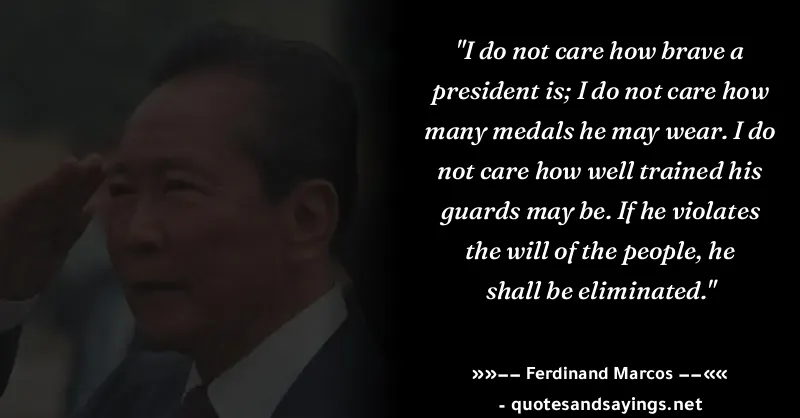 "I do not care how brave a
president is; I do not care how
many medals he may wear. I do
not care how well trained his
guards may be. If he violates
the will of the people, he
shall be eliminated."
»»−− Ferdinand Marcos −−««
- quotesandsayings.net